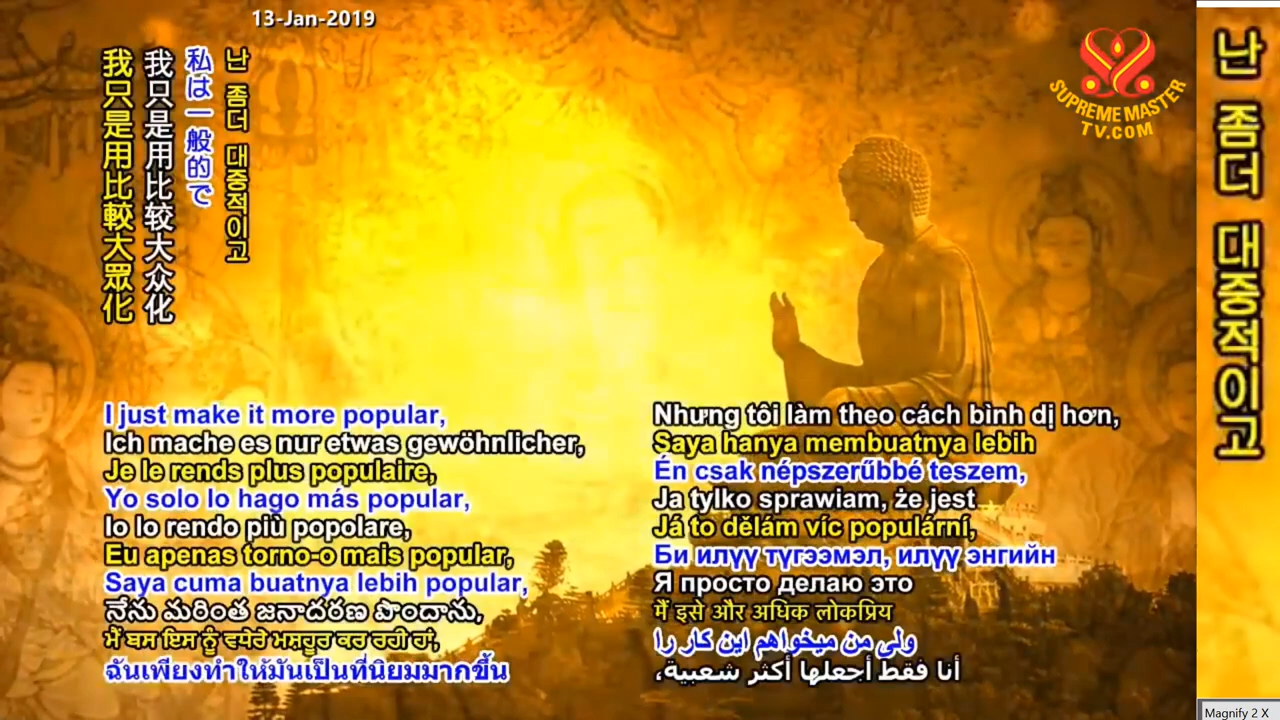 13-Jan-2019
SUPREME MASTER
TV.COM
난 좀더 대중적이고
私は一般的で
我只是用比较大众化
我只是用比較大眾化
I just make it more popular,
Ich mache es nur etwas gewöhnlicher,
Je le rends plus populaire,
Yo solo lo hago más popular,
Io lo rendo più popolare,
Eu apenas torno-o mais popular,
Saya cuma buatnya lebih popular,
నేను మరింత జనాదరణ పొందాను,
ਮੈਂ ਬਸ ਇਸ ਨੂੰ ਵਧੇਰੇ ਮਸ਼ਹੂਰ ਕਰ ਰਹੀ ਹਾਂ,
ฉันเพียงทำให้มันเป็นที่นิยมมากขึ้น
Nhưng tôi làm theo cách bình dị hơn,
Saya hanya membuatnya lebih
Én csak népszerűbbé teszem,
Ja tylko sprawiam, że jest
Já to dělám víc populární,
Би илүү түгээмэл, илүү энгийн
Я просто делаю это
मैं इसे और अधिक लोकप्रिय
ولی من میخواهم این کار را
أنا فقط أجعلها أكثر شعبية،
난 좀더 대중적이고
Magnify 2 X